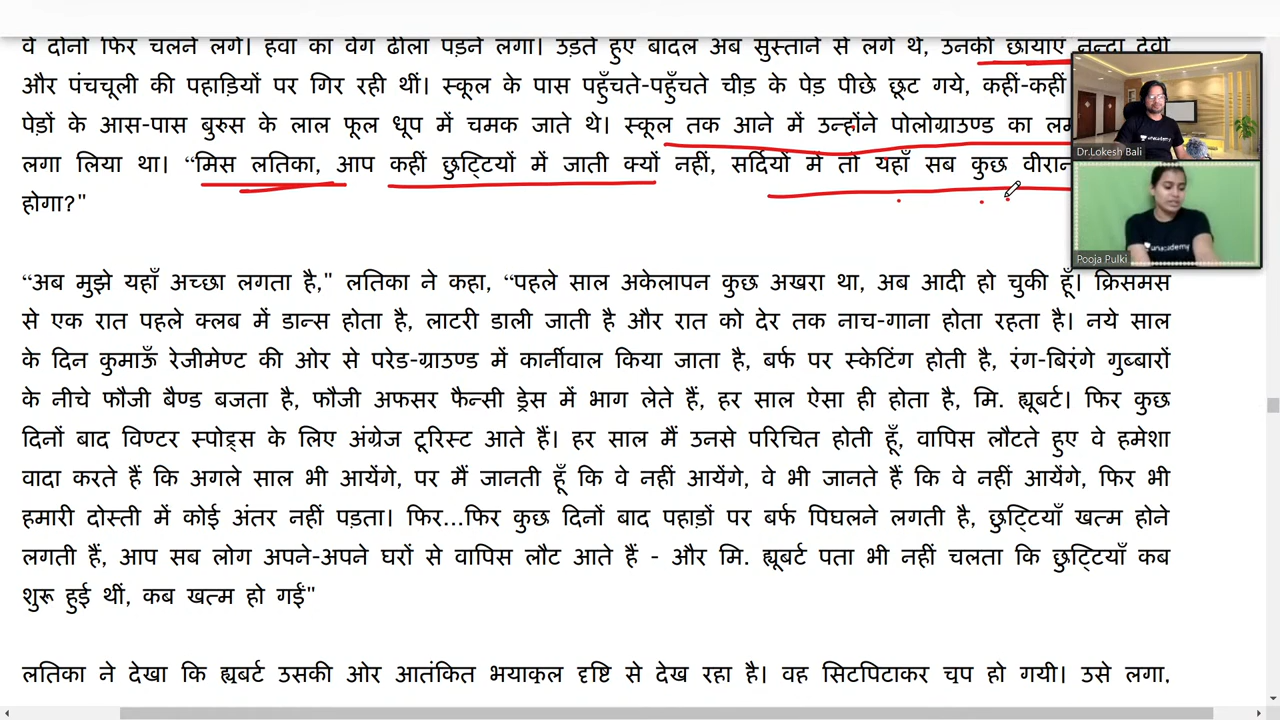 वे दोनों फिर चलने लगे। हवा का वेग ढीला पड़ने लगा। उड़ते हुए बादल अब सुस्ताने से लगे थे, उनकी छायाएं नन्दा देवी
और पंचचूली की पहाड़ियों पर गिर रही थीं। स्कूल के पास पहुँचते-पहुँचते चीड़ के पेड़ पीछे छूट गये, कहीं-कहीं
पेड़ों के आस-पास बुरुस के लाल फूल धूप में चमक जाते थे। स्कूल तक आने में उन्होंने पोलोग्राउण्ड का
लगा लिया था। “मिस लतिका, आप कहीं छुट्टियों में जाती क्यों नहीं, सर्दियों में तो यहाँ सब कुछ वीरान
होगा?"
“अब मुझे यहाँ अच्छा लगता है," लतिका ने कहा, “पहले साल अकेलापन कुछ अखरा था, अब आदी हो चुकी हूँ। क्रिसमस
से एक रात पहले क्लब में डान्स होता है, लाटरी डाली जाती है और रात को देर तक नाच-गाना होता रहता है। नये साल
के दिन कुमाऊँ रेजीमेण्ट की ओर से परेड-ग्राउण्ड में कार्नीवाल किया जाता है, बर्फ पर स्केटिंग होती है, रंग-बिरंगे गुब्बारों
के नीचे फौजी बैण्ड बजता है, फौजी अफसर फैन्सी ड्रेस में भाग लेते हैं, हर साल ऐसा ही होता है, मि. ह्यूबर्ट। फिर कुछ
दिनों बाद विण्टर स्पोर्ट्स के लिए अंग्रेज टूरिस्ट आते हैं। हर साल मैं उनसे परिचित होती हूँ, वापिस लौटते हुए वे हमेशा
वादा करते हैं कि अगले साल भी आयेंगे, पर मैं जानती हूँ कि वे नहीं आयेंगे, वे भी जानते हैं कि वे नहीं आयेंगे, फिर भी
हमारी दोस्ती में कोई अंतर नहीं पड़ता। फिर...फिर कुछ दिनों बाद पहाड़ों पर बर्फ पिघलने लगती है, छुट्टियाँ खत्म होने
लगती हैं, आप सब लोग अपने-अपने घरों से वापिस लौट आते हैं - और मि. ह्यूबर्ट पता भी नहीं चलता कि छुट्टियाँ कब
शुरू हुई थीं, कब खत्म हो गईं"
लतिका ने देखा कि ह्यूबर्ट उसकी ओर आतंकित भयाकुल दृष्टि से देख रहा है। वह सिटपिटाकर चुप हो गयी। उसे लगा,
unacademy
Dr.Lokesh Bali
unacademy
Pooja Pulki